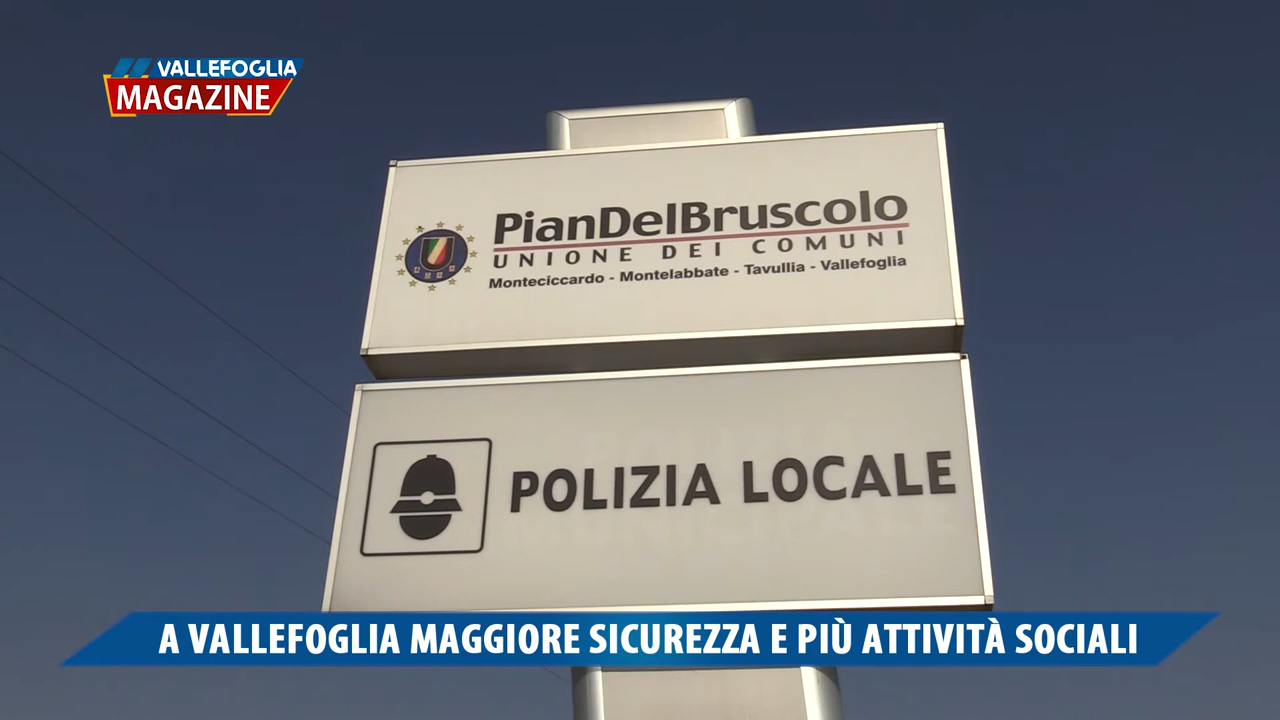 VALLEFOGLIA
MAGAZINE
PianDelBruscolo
UNIONE DEI COMUNI
Monteciccardo - Montelabbate - Tavullia - Vallefoglia
POLIZIA LOCALE
A VALLEFOGLIA MAGGIORE SICUREZZA E PIÙ ATTIVITÀ SOCIALI